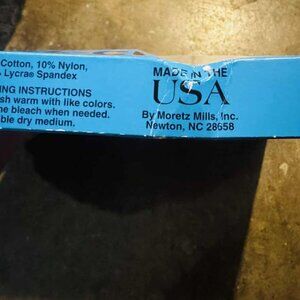 Cotton, 10% Nylon,
Lycrae Spandex
ING INSTRUCTIONS
sh warm with like colors.
ne bleach when needed.
ble dry medium.
MADE IN THE
USA
By Moretz Mills, Inc.
Newton, NC 28658